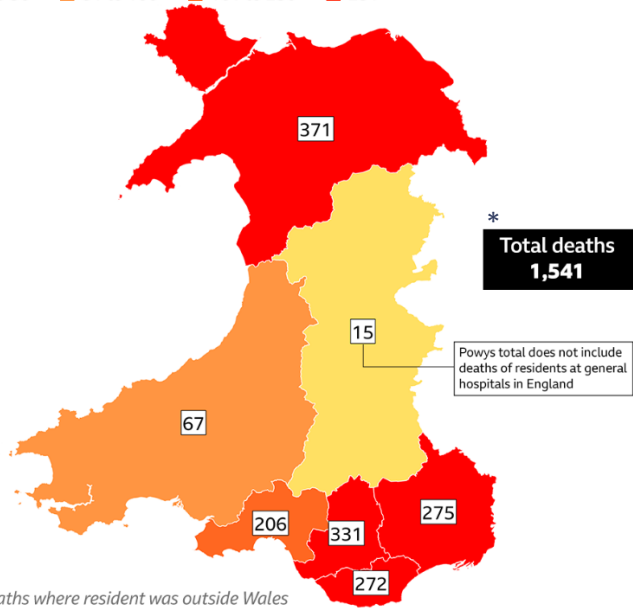 371
*
Total deaths
1,541
15
Powys total does not include
deaths of residents at general
hospitals in England
67
206
331
275
272
aths where resident was outside Wales